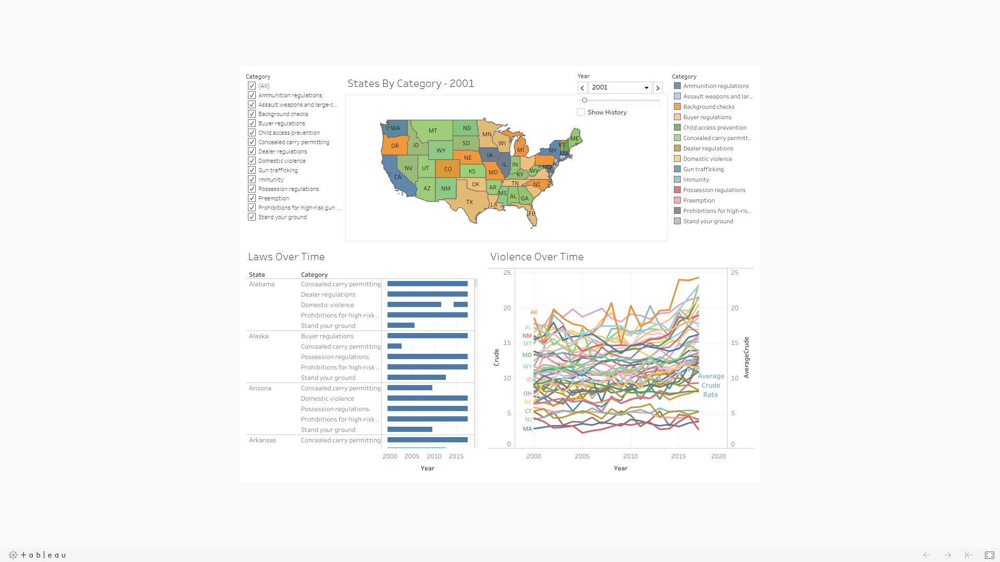 Category
(All)
Ammunition regulations
Assault weapons and large-c...
Background checks
Buyer regulations
Child access prevention
Concealed carry permitting
Dealer regulations
Domestic violence
Gun trafficking
Immunity
Possession regulations
Preemption
Prohibitions for high-risk gun ...
Stand your ground
States By Category - 2001
Year
2001
Show History
WA
MT
ND
MN
ME
OR
ID
SD
WI
VT
WY
MI
NY
NE
IA
MA
NV
UT
CO
KS
MO
IL
IN
MD
NJ
CA
KY
WV
AZ
NM
OK
AR
TN
NC
MS
AL
GA
TX
LA
FL
Category
Ammunition regulations
Assault weapons and lar..
Background checks
Buyer regulations
Child access prevention
Concealed carry permitt..
Dealer regulations
Domestic violence
Gun trafficking
Immunity
Possession regulations
Preemption
Prohibitions for high-ris..
Stand your ground
Laws Over Time
State Category
Alabama Concealed carry permitting
Dealer regulations
Domestic violence
Prohibitions for high-risk ..
Stand your ground
Alaska Buyer regulations
Concealed carry permitting
Possession regulations
Prohibitions for high-risk ..
Stand your ground
Arizona Concealed carry permitting
Domestic violence
Possession regulations
Prohibitions for high-risk ..
Stand your ground
Arkansas Concealed carry permitting
2000 2005 2010 2015
Year
Violence Over Time
25 25
20 20
15 15
10 10
5 5
0 0
Crude
AverageCrude
AK
AL
NM
MT
MO
WY
ID
OH
DE
CT
NJ
MA
Average
Crude
Rate
2000 2005 2010 2015 2020
Year
+ableau